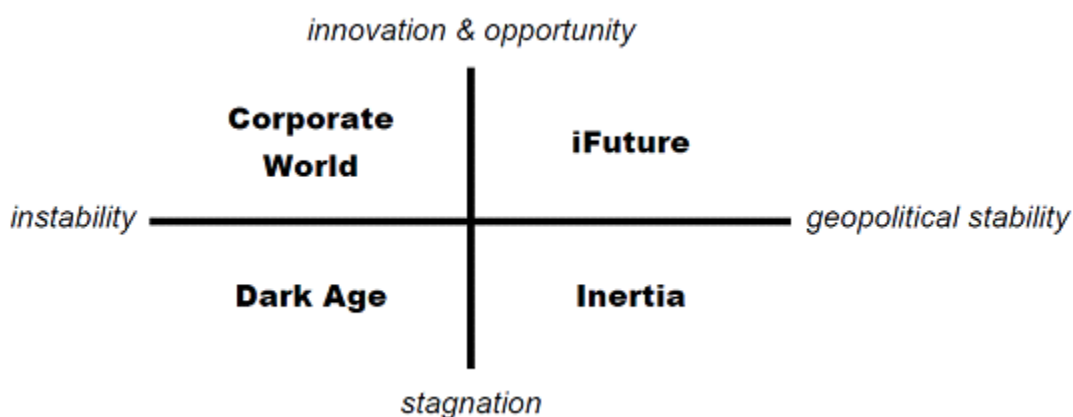 innovation & opportunity
Corporate
World
iFuture
instability
geopolitical stability
Dark Age
Inertia
stagnation